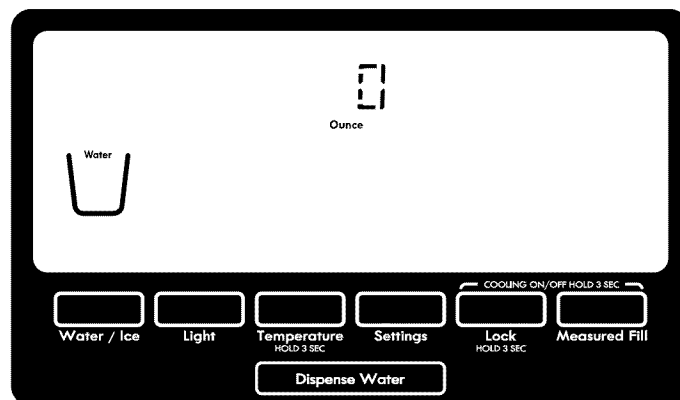 0
Ounce
Water
COOLING ON/OFF HOLD 3 SEC
Water / Ice Light Temperature Settings Lock Measured Fill
HOLD 3 SEC HOLD 3 SEC
Dispense Water